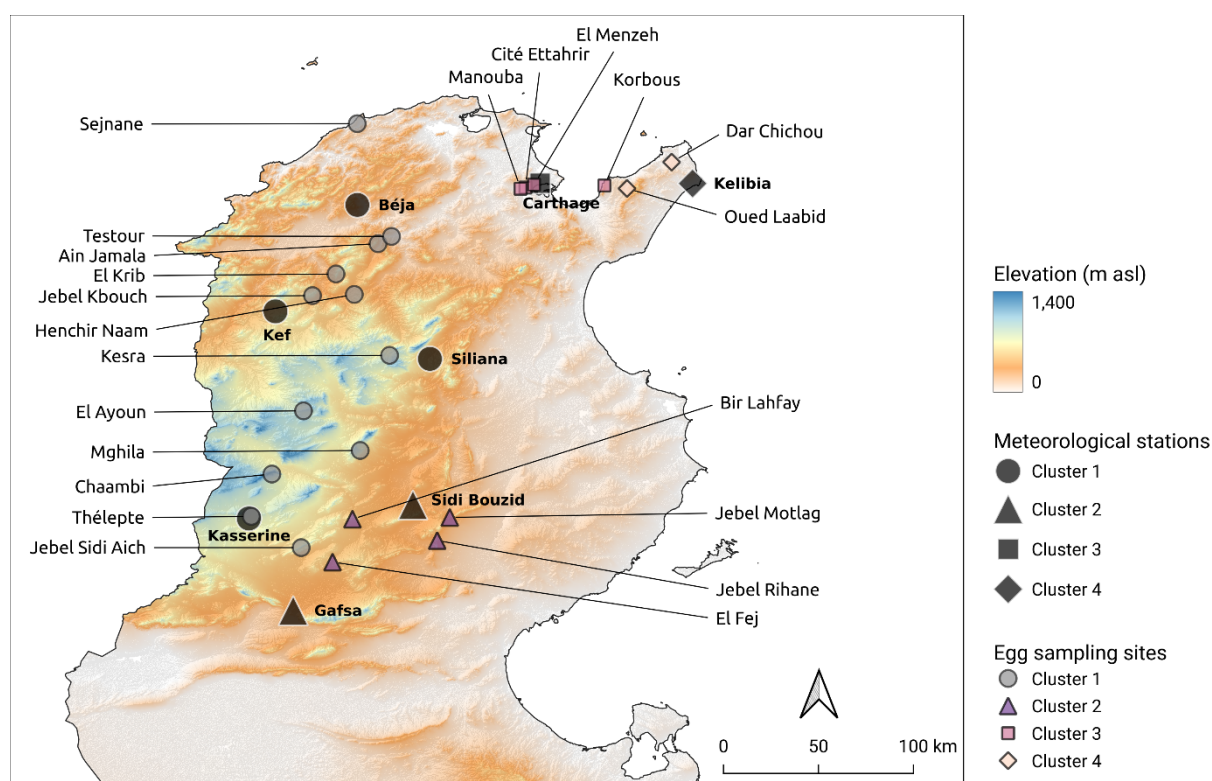 El Menzeh
Cité Ettahrir
Manouba
Korbous
Sejnane
Dar Chichou
Kelibia
Béja
Carthage
Oued Laabid
Testour
Ain Jamala
El Krib
Jebel Kbouch
Henchir Naam
Kef
Kesra
Siliana
El Ayoun
Bir Lahfay
Mghila
Chaambi
Sidi Bouzid
Thélepte
Jebel Motlag
Kasserine
Jebel Sidi Aich
Jebel Rihane
Gafsa
El Fej
0 50 100 km
Elevation (m asl)
1,400
0
Meteorological stations
Cluster 1
Cluster 2
Cluster 3
Cluster 4
Egg sampling sites
Cluster 1
Cluster 2
Cluster 3
Cluster 4